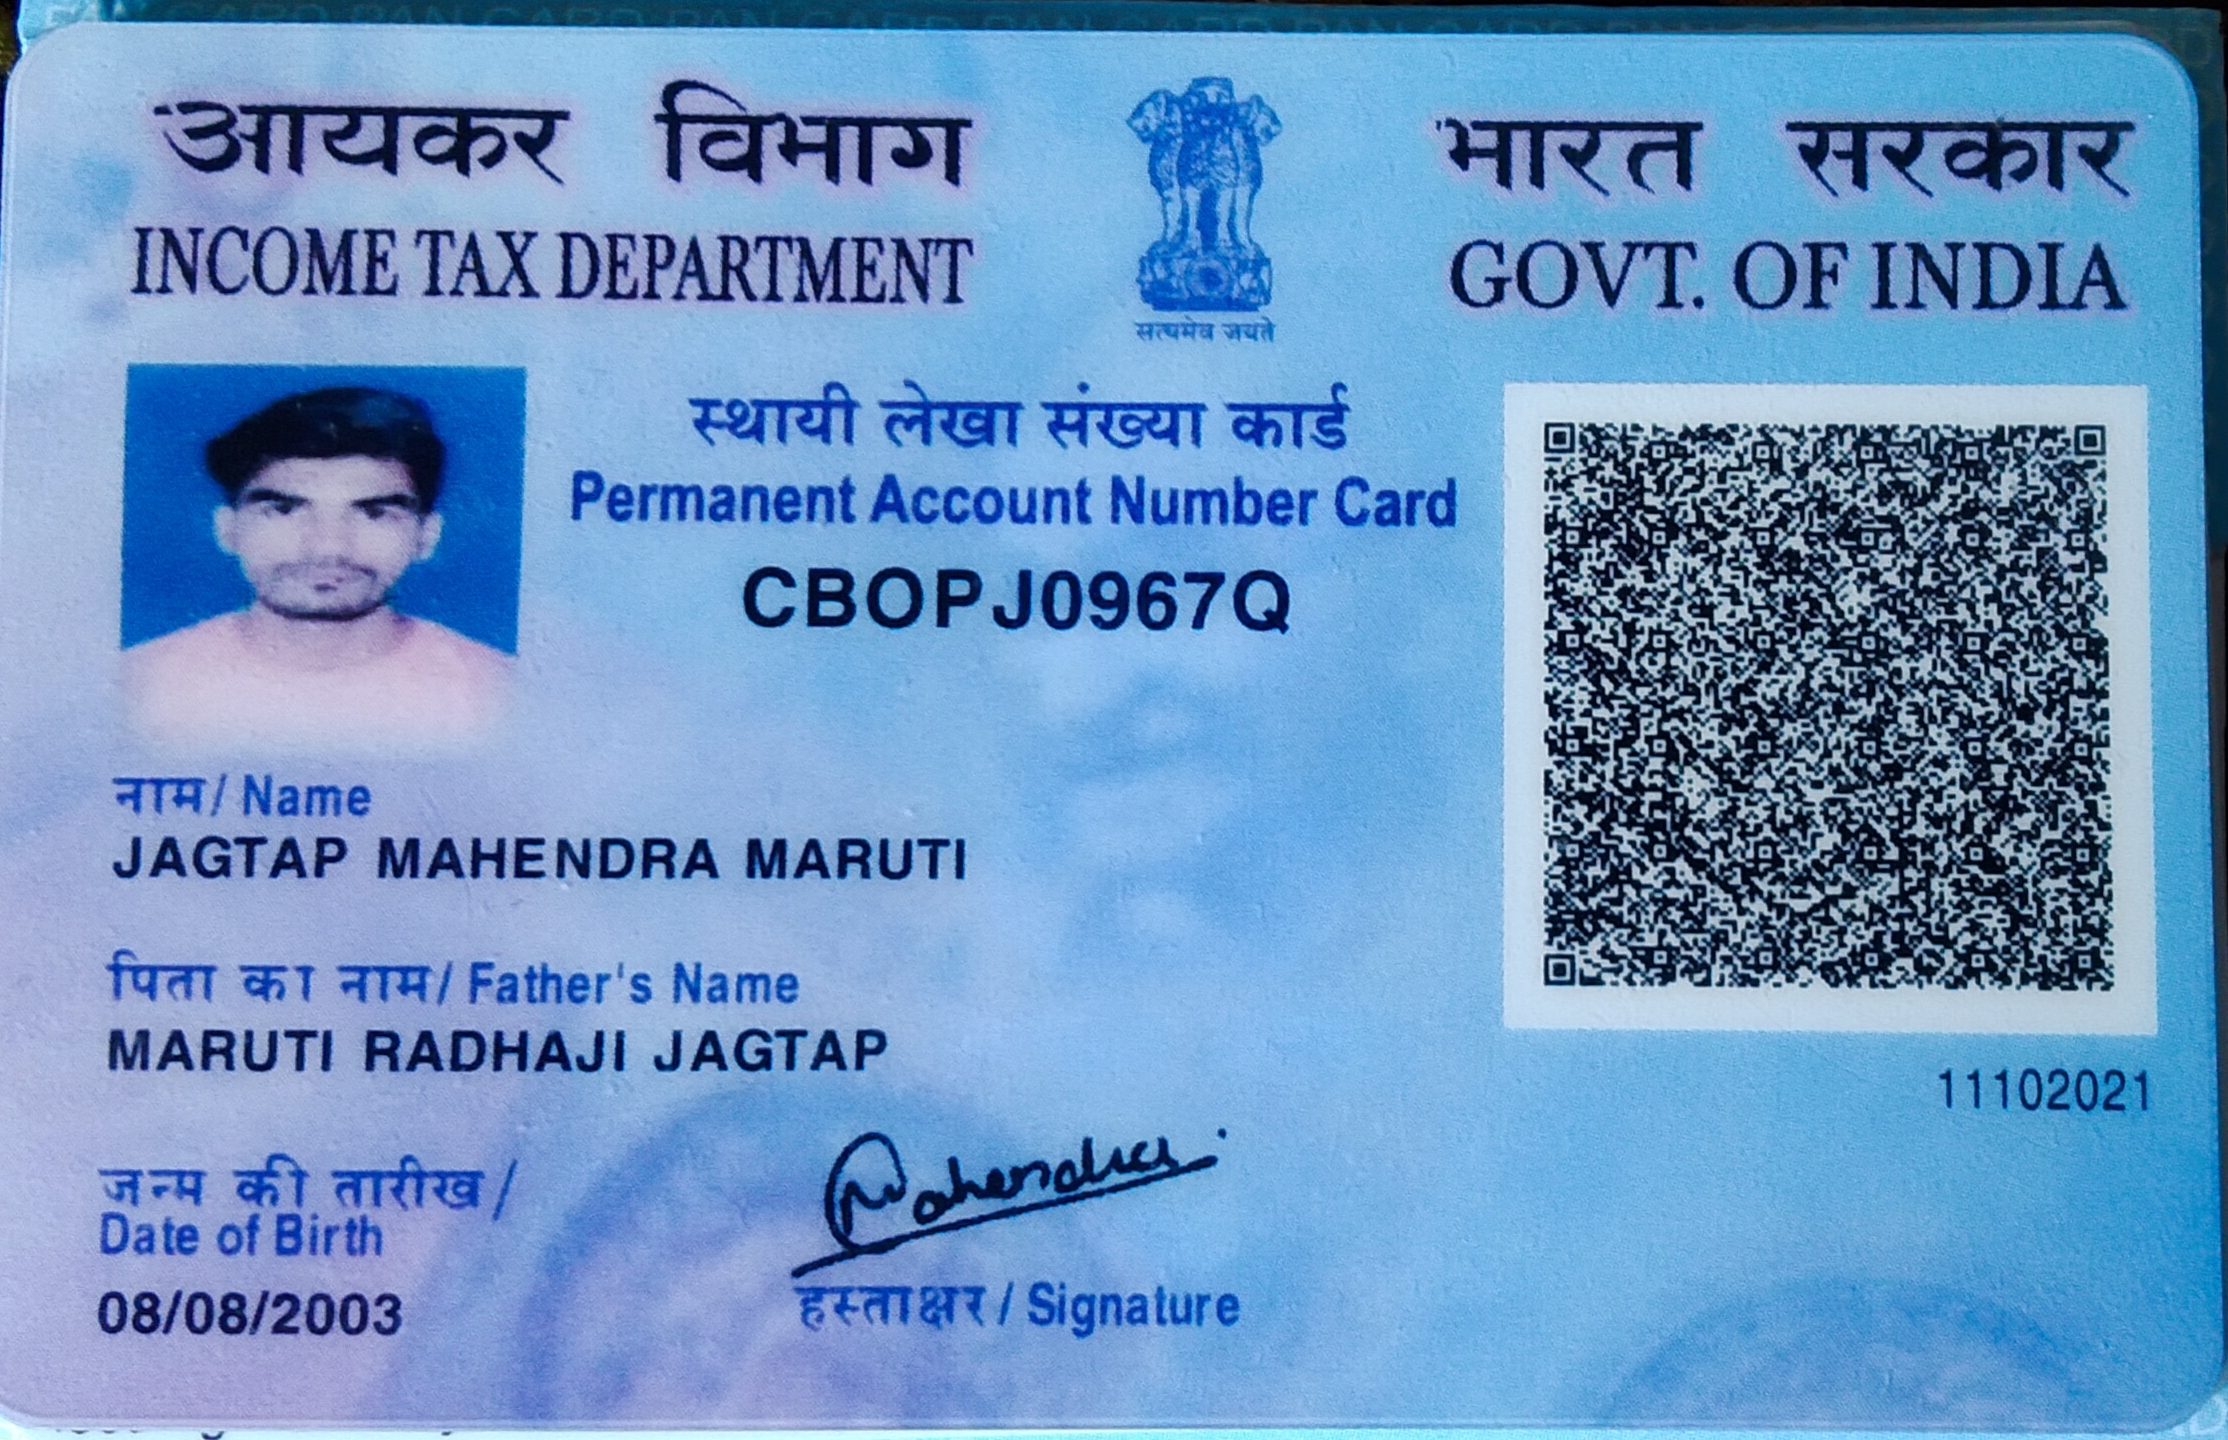 आयकर विभाग
INCOME TAX DEPARTMENT
सत्यमेव जयते
भारत सरकार
GOVT. OF INDIA
स्थायी लेखा संख्या कार्ड
Permanent Account Number Card
CBOPJ0967Q
नाम/ Name
JAGTAP MAHENDRA MARUTI
पिता का नाम/ Father's Name
MARUTI RADHAJI JAGTAP
11102021
जन्म की तारीख/
Date of Birth
08/08/2003
Mahendra
हस्ताक्षर/ Signature